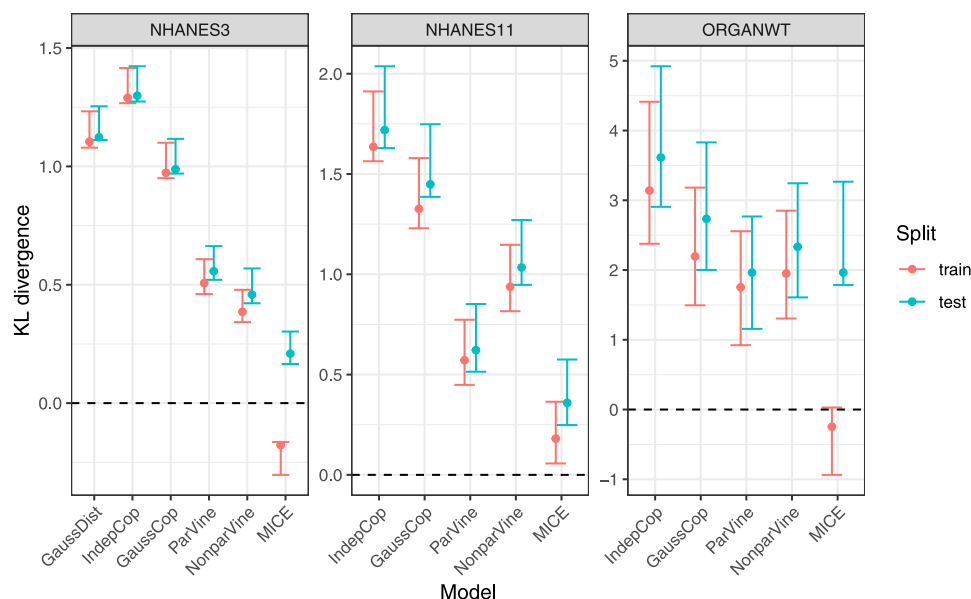 NHANES3
NHANES11
ORGANWT
KL divergence
1.5
1.0
0.5
0.0
2.0
1.5
1.0
0.5
0.0
5
4
3
2
1
0
−1
GaussDist
IndepCop
GaussCop
ParVine
NonparVine
MICE
IndepCop
GaussCop
ParVine
NonparVine
MICE
IndepCop
GaussCop
ParVine
NonparVine
MICE
Model
Split
train
test